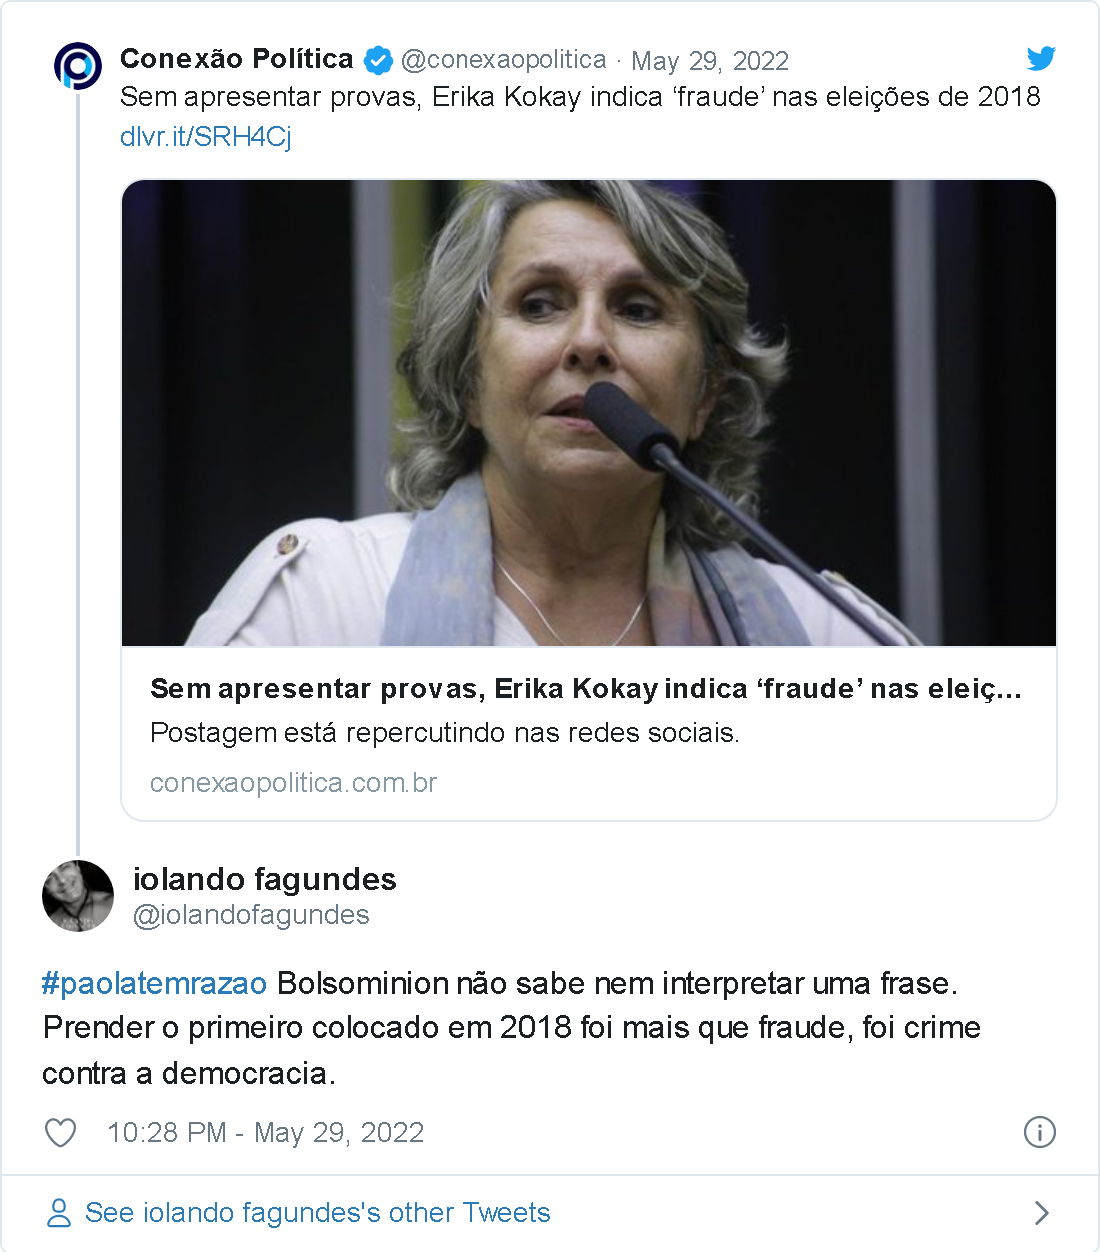 Conexão Política @conexaopolitica · May 29, 2022
Sem apresentar provas, Erika Kokay indica ‘fraude’ nas eleições de 2018
dlvr.it/SRH4Cj
Sem apresentar provas, Erika Kokay indica ‘fraude’ nas eleiç...
Postagem está repercutindo nas redes sociais.
conexaopolitica.com.br
iolando fagundes
@iolandofagundes
#paolatemrazao Bolsominion não sabe nem interpretar uma frase.
Prender o primeiro colocado em 2018 foi mais que fraude, foi crime
contra a democracia.
10:28 PM - May 29, 2022
See iolando fagundes's other Tweets